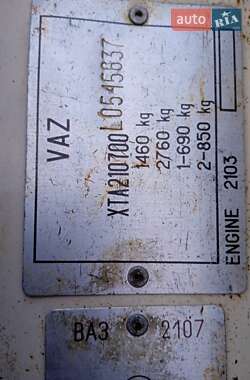 auto
RIA
VAZ
XTA210700L0545837
1460 kg
2760 kg
1-690 kg
2-850 kg
ENGINE 2103
ВАЗ 2107